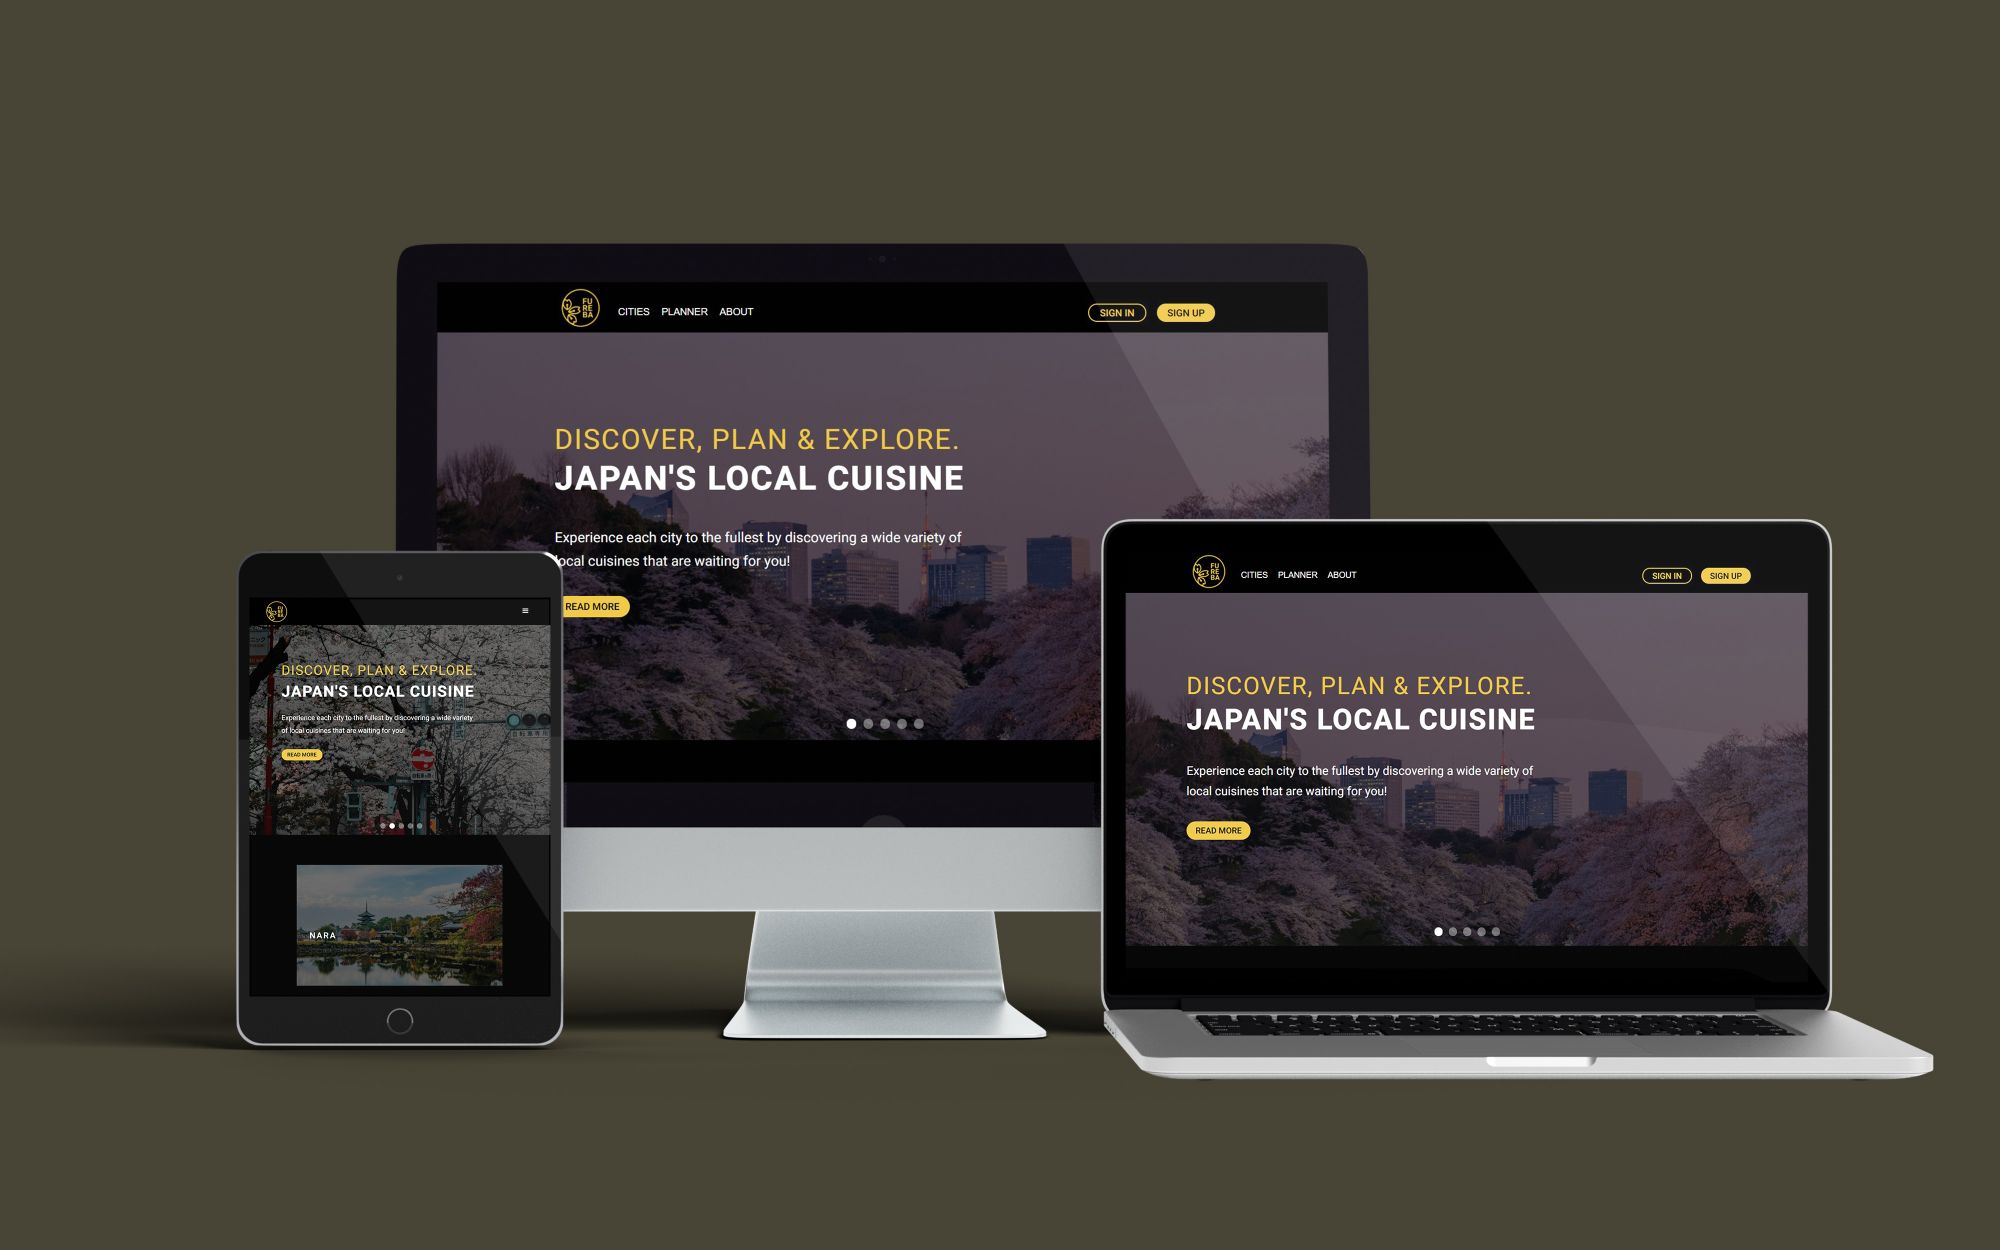 FU
RE
BA
CITIES PLANNER ABOUT
SIGN IN SIGN UP
DISCOVER, PLAN & EXPLORE.
JAPAN'S LOCAL CUISINE
Experience each city to the fullest by discovering a wide variety of
local cuisines that are waiting for you!
READ MORE
FU
RE
BA
DISCOVER, PLAN & EXPLORE.
JAPAN'S LOCAL CUISINE
Experience each city to the fullest by discovering a wide variety
of local cuisines that are waiting for you!
READ MORE
NARA
FU
RE
BA
CITIES PLANNER ABOUT
SIGN IN SIGN UP
DISCOVER, PLAN & EXPLORE.
JAPAN'S LOCAL CUISINE
Experience each city to the fullest by discovering a wide variety of
local cuisines that are waiting for you!
READ MORE